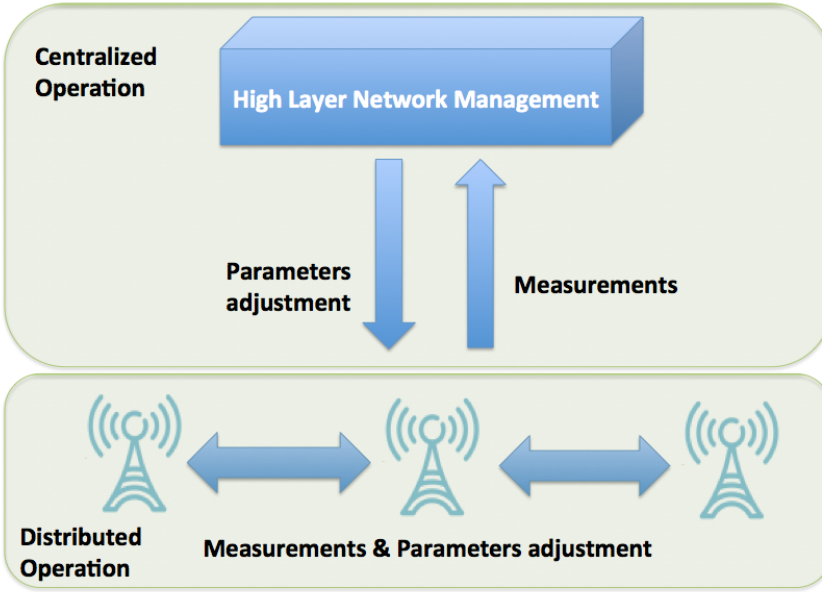 Centralized
Operation
High Layer Network Management
Parameters
adjustment
Measurements
Distributed
Operation
Measurements & Parameters adjustment